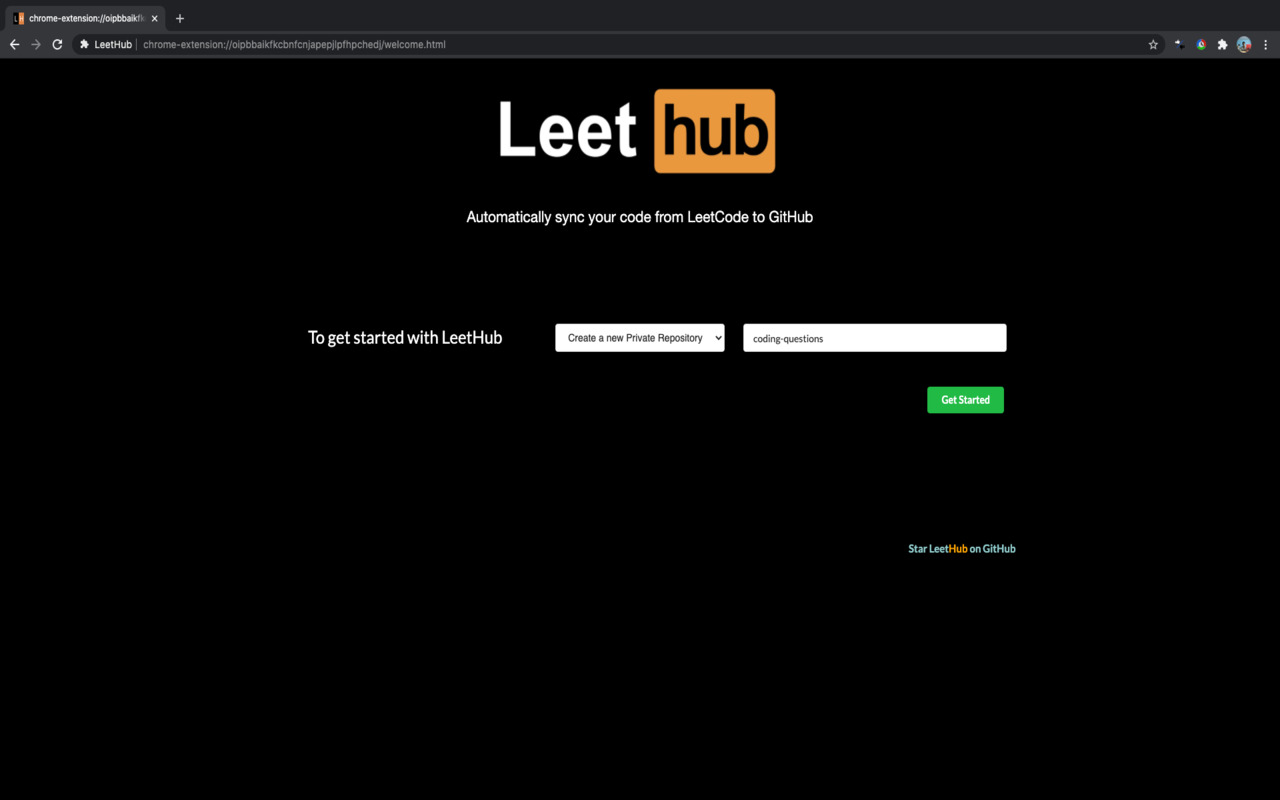 chrome-extension://oipbbaikfk
LeetHub chrome-extension://oipbbaikfkcbnfcnjapepjlpfhpchedj/welcome.html
Leet hub
Automatically sync your code from LeetCode to GitHub
To get started with LeetHub Create a new Private Repository coding-questions
Get Started
Star LeetHub on GitHub